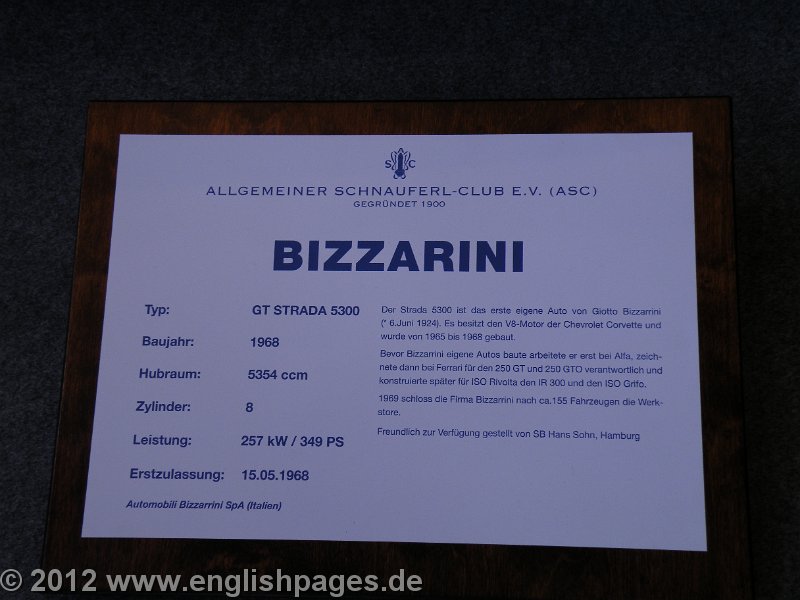 ASC
ALLGEMEINER SCHNAUFERL-CLUB E.V. (ASC)
GEGRÜNDET 1900
BIZZARINI
Typ: GT STRADA 5300
Baujahr: 1968
Hubraum: 5354 ccm
Zylinder: 8
Leistung: 257 kW / 349 PS
Erstzulassung: 15.05.1968
Automobili Bizzarrini SpA (Italien)
Der Strada 5300 ist das erste eigene Auto von Giotto Bizzarrini
(* 6.Juni 1924). Es besitzt den V8-Motor der Chevrolet Corvette und
wurde von 1965 bis 1968 gebaut.
Bevor Bizzarrini eigene Autos baute arbeitete er erst bei Alfa, zeich-
nete dann bei Ferrari für den 250 GT und 250 GTO verantwortlich und
konstruierte später für ISO Rivolta den IR 300 und den ISO Grifo.
1969 schloss die Firma Bizzarrini nach ca.155 Fahrzeugen die Werk-
store.
Freundlich zur Verfügung gestellt von SB Hans Sohn, Hamburg
© 2012 www.englishpages.de